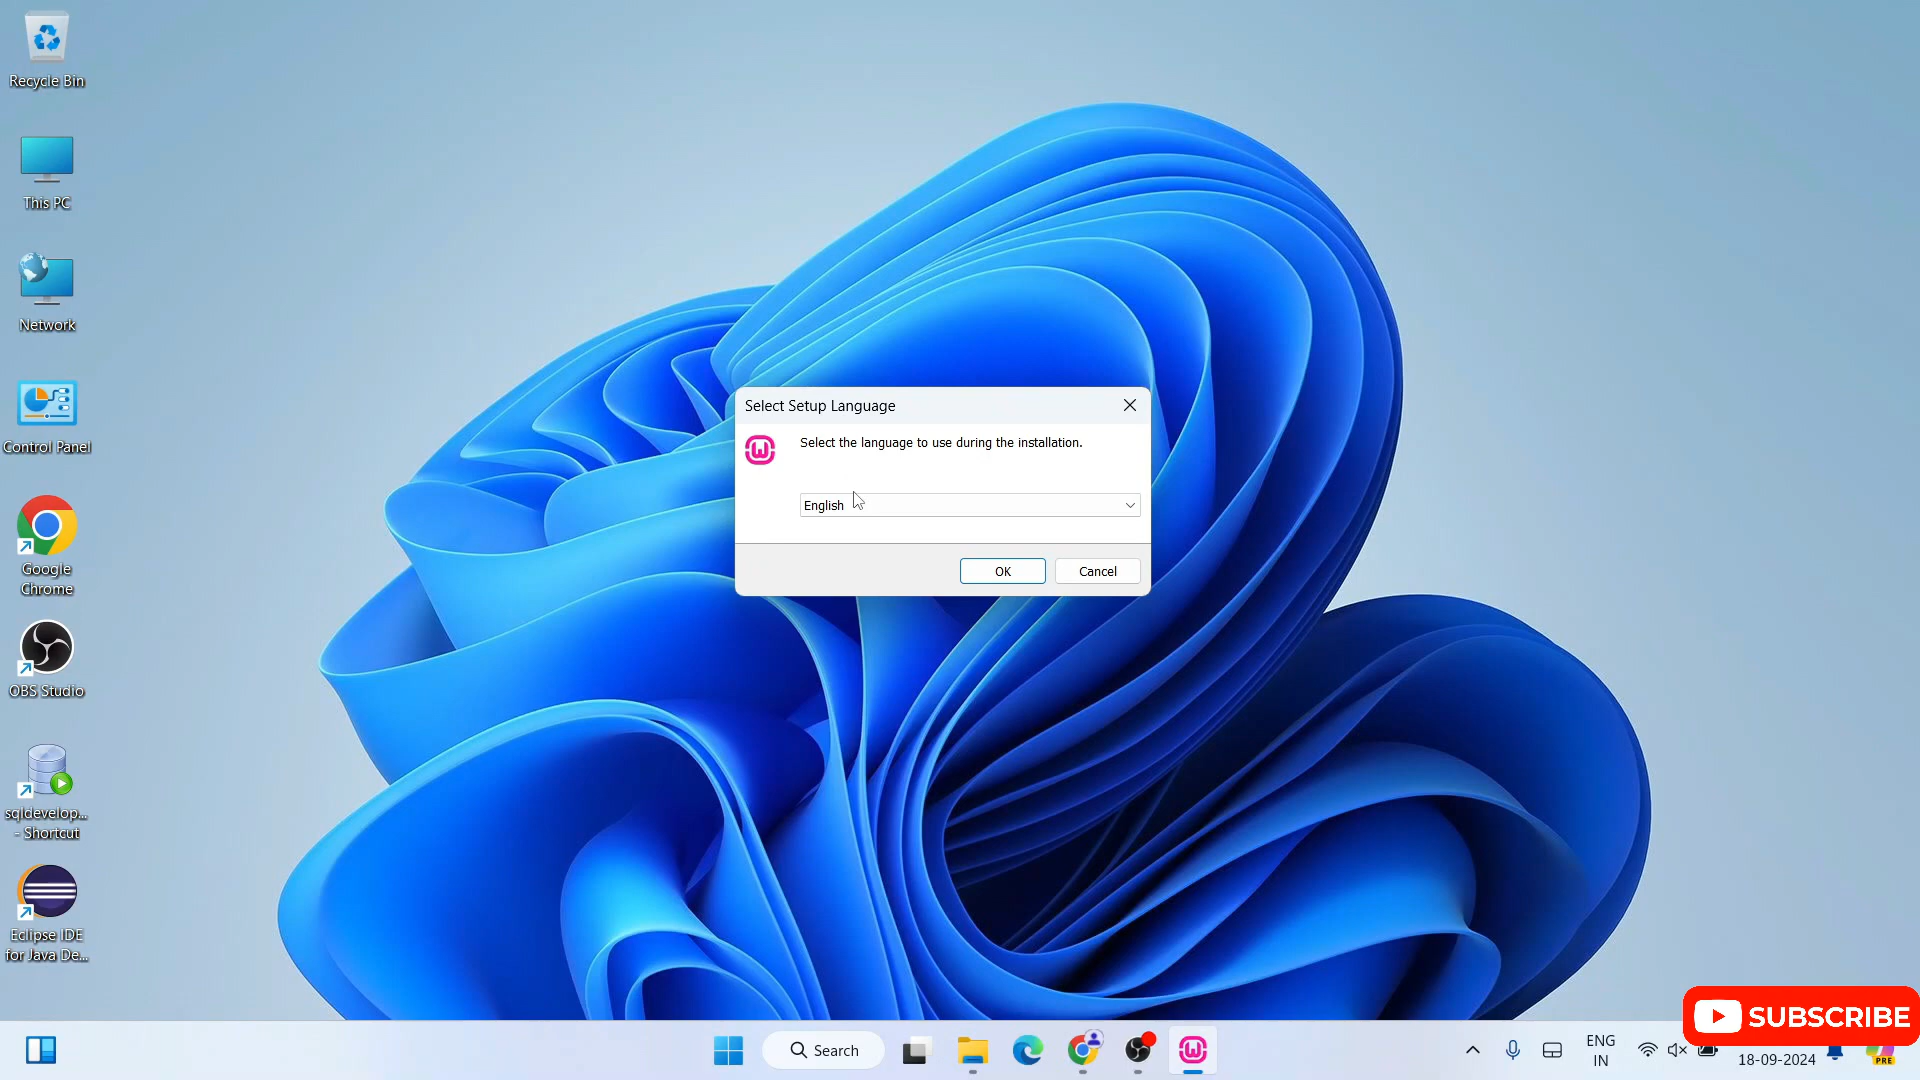 Recycle Bin
This PC
Network
Control Panel
Google
Chrome
OBS Studio
sqldevelop...
- Shortcut
Eclipse IDE
for Java De...
Select Setup Language
Select the language to use during the installation.
English
OK
Cancel
SUBSCRIBE
Search
ENG
IN
18-09-2024
PRE